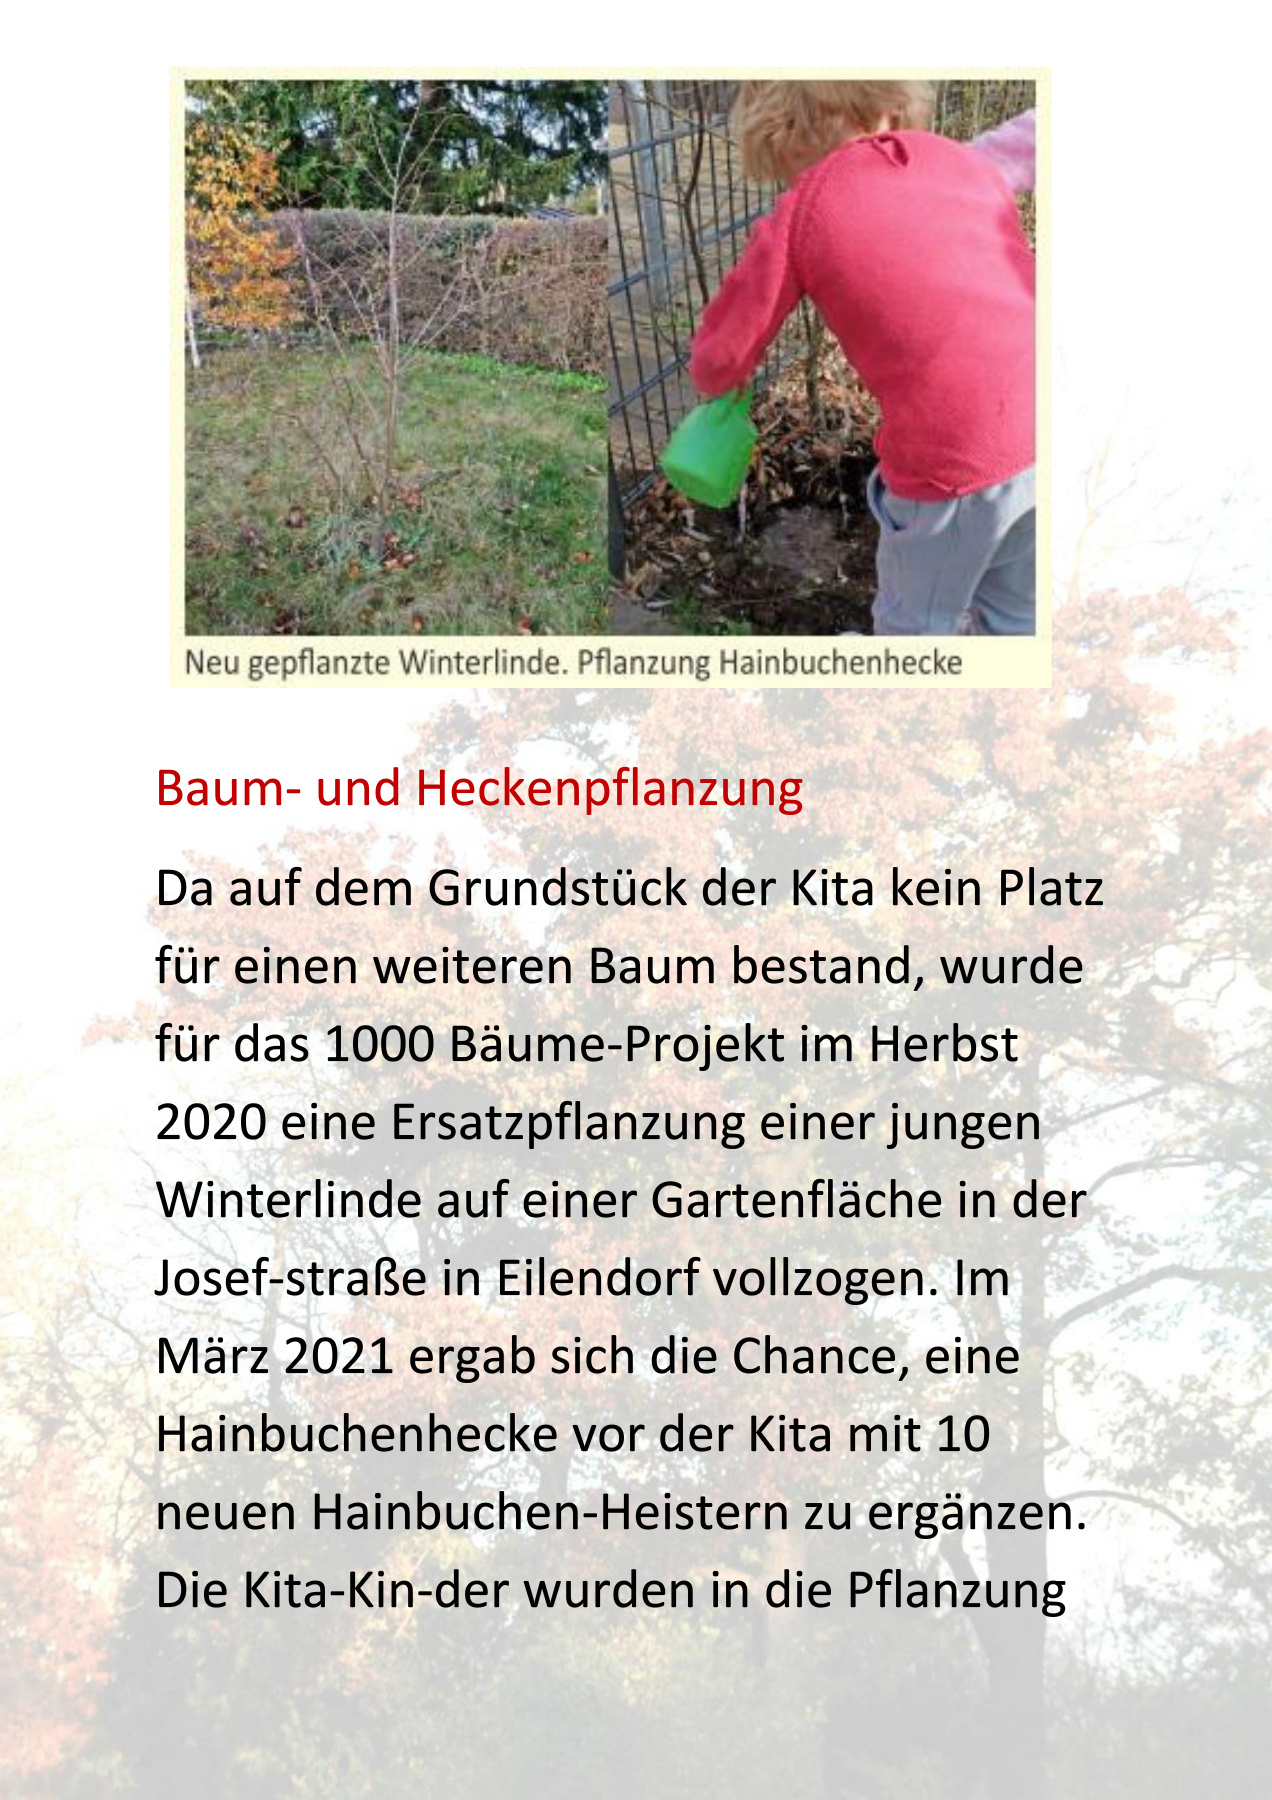 Neu gepflanzte Winterlinde. Pflanzung Hainbuchenhecke
Baum- und Heckenpflanzung
Da auf dem Grundstück der Kita kein Platz
für einen weiteren Baum bestand, wurde
für das 1000 Bäume-Projekt im Herbst
2020 eine Ersatzpflanzung einer jungen
Winterlinde auf einer Gartenfläche in der
Josef-straße in Eilendorf vollzogen. Im
März 2021 ergab sich die Chance, eine
Hainbuchenhecke vor der Kita mit 10
neuen Hainbuchen-Heistern zu ergänzen.
Die Kita-Kin-der wurden in die Pflanzung